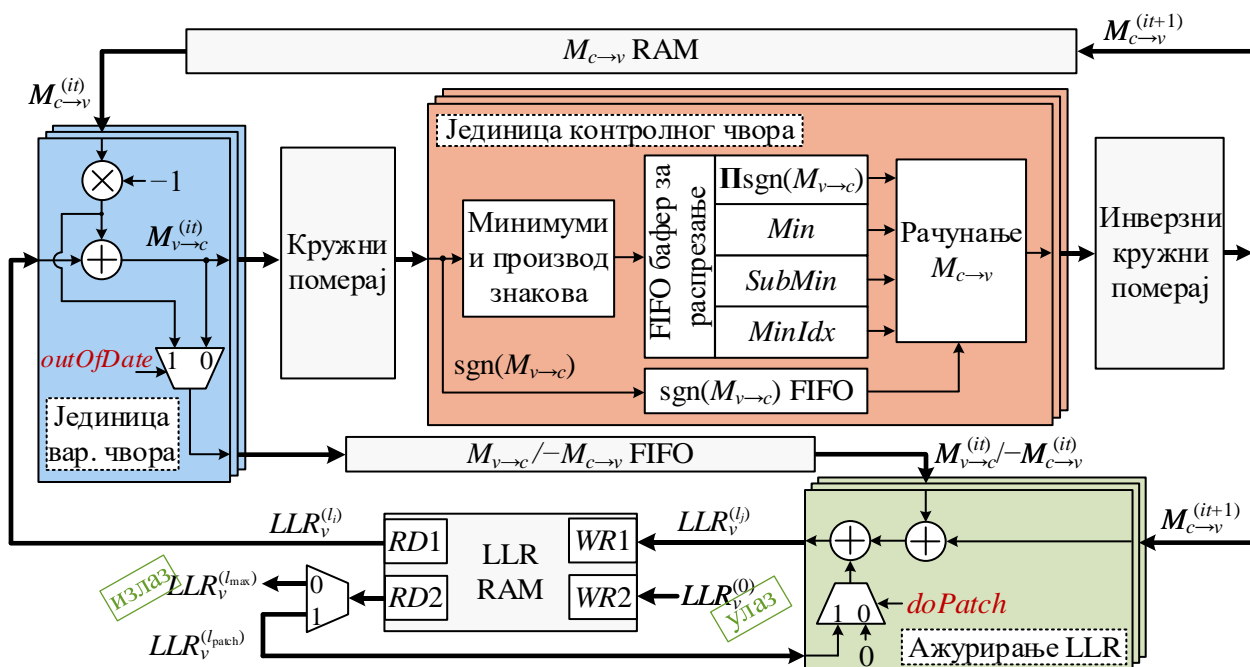 M_{c→v} RAM
M_{c→v}^{(it+1)}
M_{c→v}^{(it)}
−1
M_{v→c}^{(it)}
outOfDate
1 0
Јединица
вар. чвора
Кружни
померај
Јединица контролног чвора
Минимуми
и производ
знакова
FIFO бафер за
распрезање
Πsgn(M_{v→c})
Min
SubMin
MinIdx
Рачунање
M_{c→v}
sgn(M_{v→c})
sgn(M_{v→c}) FIFO
Инверзни
кружни
померај
M_{v→c}/−M_{c→v} FIFO
M_{v→c}^{(it)}/−M_{c→v}^{(it)}
M_{c→v}^{(it+1)}
LLR_v^{(l_i)}
RD1
LLR
RAM
WR1
LLR_v^{(l_j)}
излаз
LLR_v^{(l_max)}
0
1
RD2
WR2
LLR_v^{(0)}
улаз
LLR_v^{(l_patch)}
1 0
doPatch
0
Ажурирање LLR